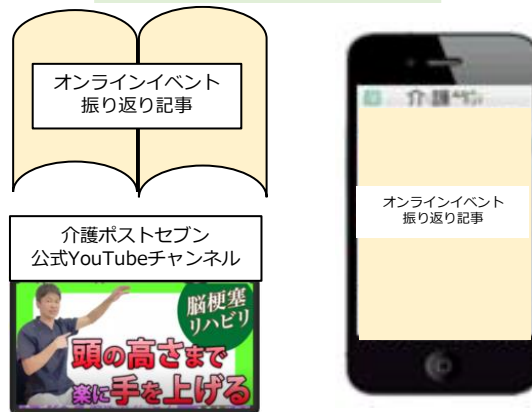 オンラインイベント
振り返り記事
介護ポストセブン
公式YouTubeチャンネル
脳梗塞
リハビリ
頭の高さまで
楽に手を上げる
介護
オンラインイベント
振り返り記事